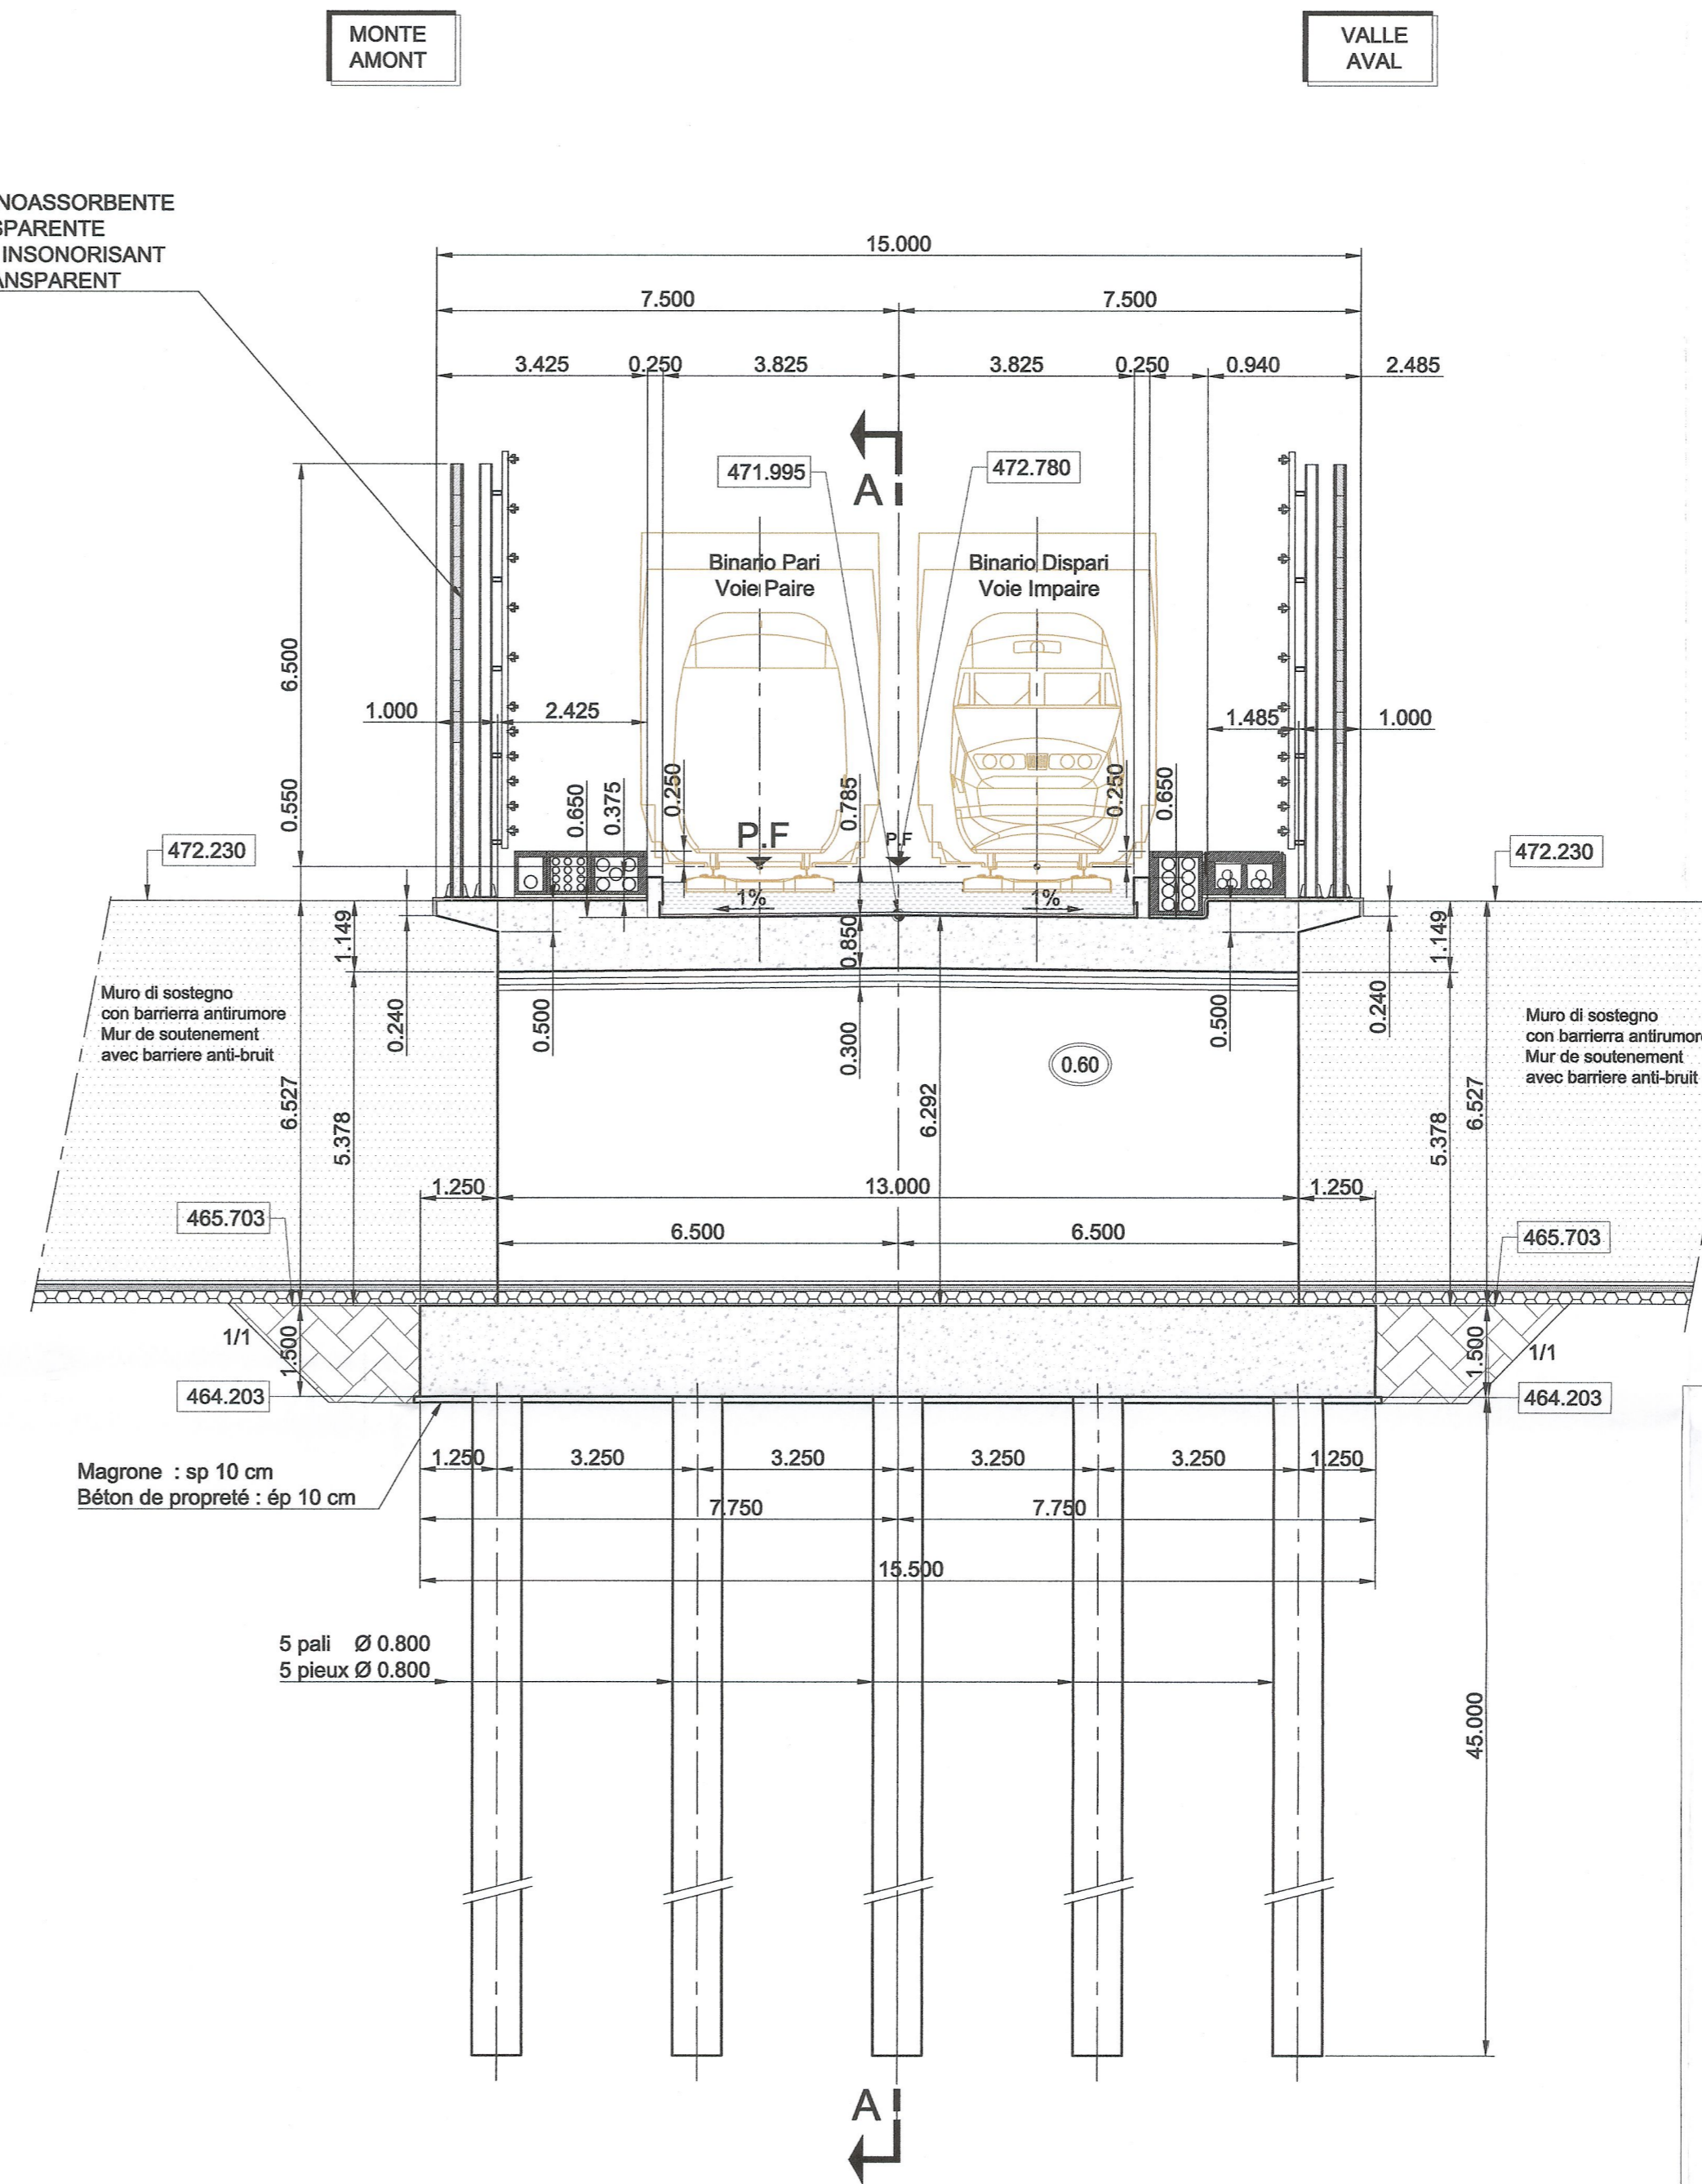 MONTE
AMONT
VALLE
AVAL
NOASSORBENTE
SPARENTE
INSONORISANT
ANSPARENT
15.000
7.500
7.500
3.425
0.250
3.825
3.825
0.250
0.940
2.485
471.995
A
472.780
Binario Pari
Voie Paire
Binario Dispari
Voie Impaire
6.500
1.000
2.425
1.485
1.000
0.550
0.650
0.375
0.250
0.785
0.250
0.650
P.F
P.F
472.230
472.230
1%
1%
1.149
0.850
1.149
Muro di sostegno
con barrierra antirumore
Mur de soutenement
avec barriere anti-bruit
0.240
0.500
0.300
0.60
0.500
0.240
Muro di sostegno
con barrierra antirumore
Mur de soutenement
avec barriere anti-bruit
6.527
5.378
6.292
5.378
6.527
1.250
13.000
1.250
465.703
6.500
6.500
465.703
1/1
1.500
1.500
1/1
464.203
464.203
Magrone : sp 10 cm
Béton de propreté : ép 10 cm
1.250
3.250
3.250
3.250
3.250
1.250
7.750
7.750
15.500
5 pali Ø 0.800
5 pieux Ø 0.800
45.000
A